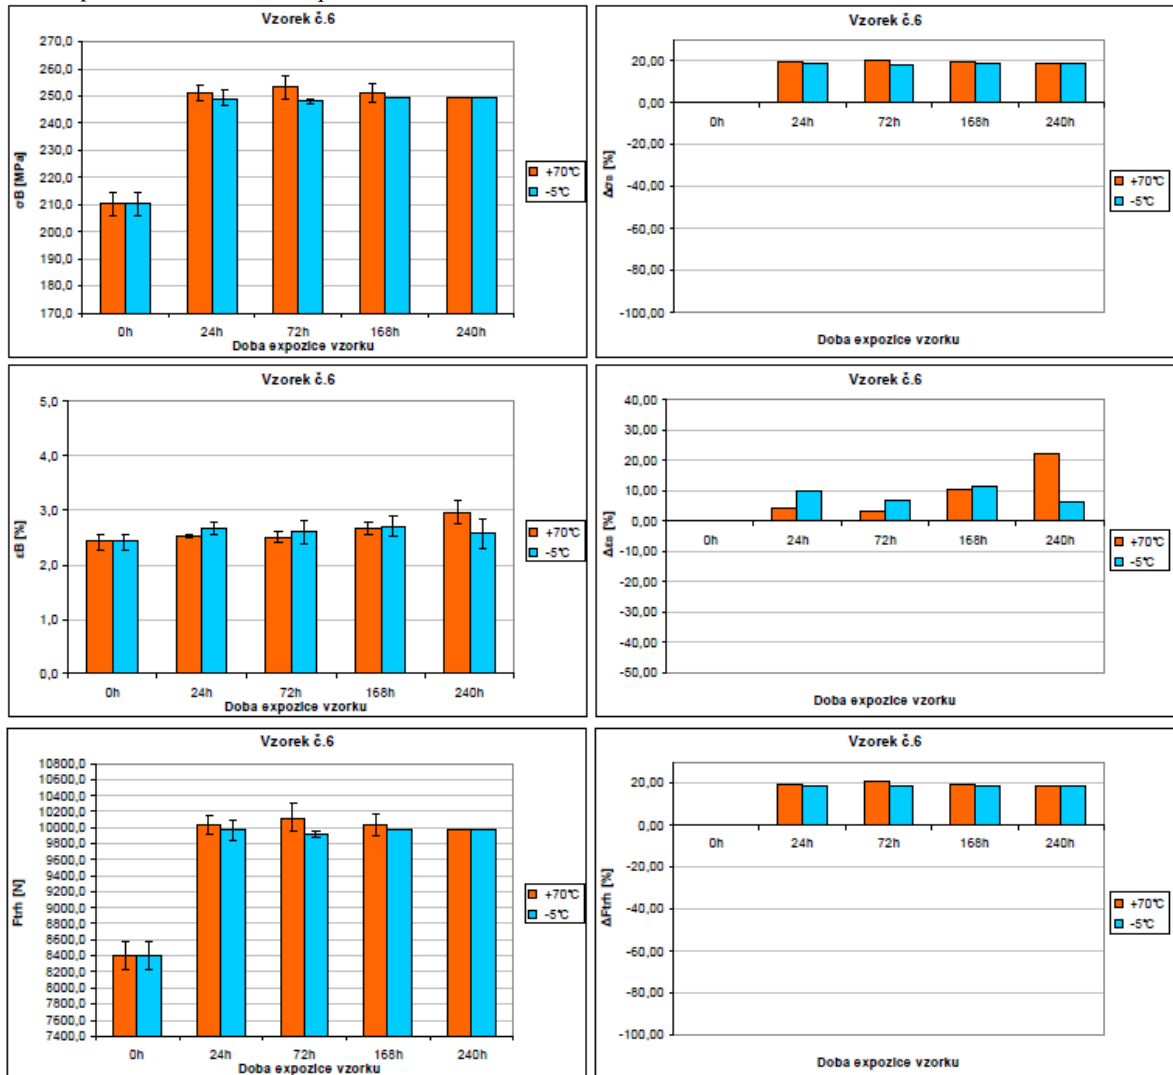 Vzorek č.6
270,0
260,0
250,0
240,0
230,0
220,0
210,0
200,0
190,0
180,0
170,0
σB [MPa]
0h 24h 72h 168h 240h
Doba expozice vzorku
+70°C
-5°C
Vzorek č.6
20,00
0,00
-20,00
-40,00
-60,00
-80,00
-100,00
ΔσB [%]
0h 24h 72h 168h 240h
Doba expozice vzorku
+70°C
-5°C
Vzorek č.6
5,0
4,0
3,0
2,0
1,0
0,0
εB [%]
0h 24h 72h 168h 240h
Doba expozice vzorku
+70°C
-5°C
Vzorek č.6
40,00
30,00
20,00
10,00
0,00
-10,00
-20,00
-30,00
-40,00
-50,00
ΔεB [%]
0h 24h 72h 168h 240h
Doba expozice vzorku
+70°C
-5°C
Vzorek č.6
10800,0
10600,0
10400,0
10200,0
10000,0
9800,0
9600,0
9400,0
9200,0
9000,0
8800,0
8600,0
8400,0
8200,0
8000,0
7800,0
7600,0
7400,0
Ftrh [N]
0h 24h 72h 168h 240h
Doba expozice vzorku
+70°C
-5°C
Vzorek č.6
20,00
0,00
-20,00
-40,00
-60,00
-80,00
-100,00
ΔFtrh [%]
0h 24h 72h 168h 240h
Doba expozice vzorku
+70°C
-5°C